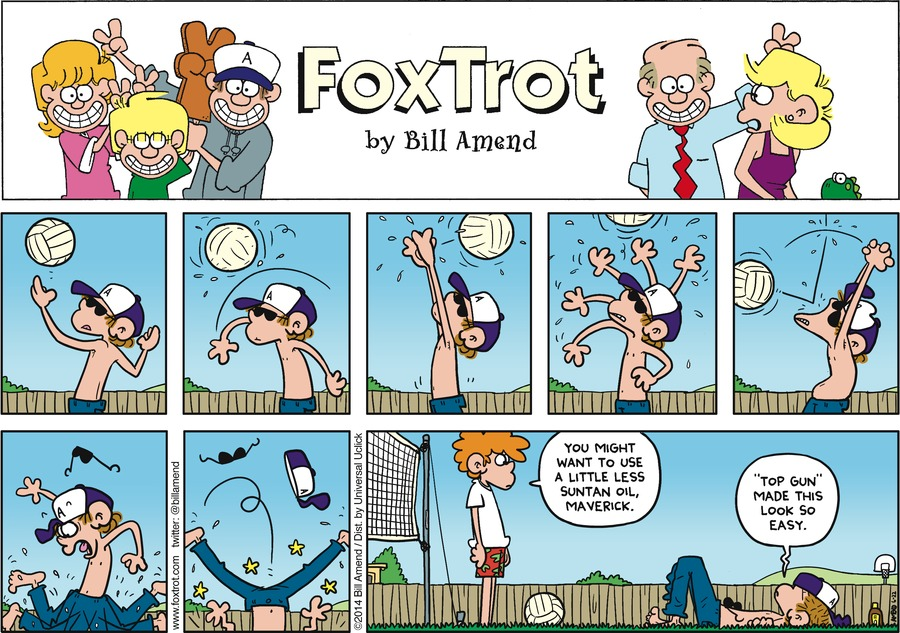 A
FOXTROT
by Bill Amend
A
A
A
A
A
A
www.foxtrot.com twitter: @billamend
©2014 Bill Amend / Dist. by Universal Uclick
YOU MIGHT
WANT TO USE
A LITTLE LESS
SUNTAN OIL,
MAVERICK.
"TOP GUN"
MADE THIS
LOOK SO
EASY.